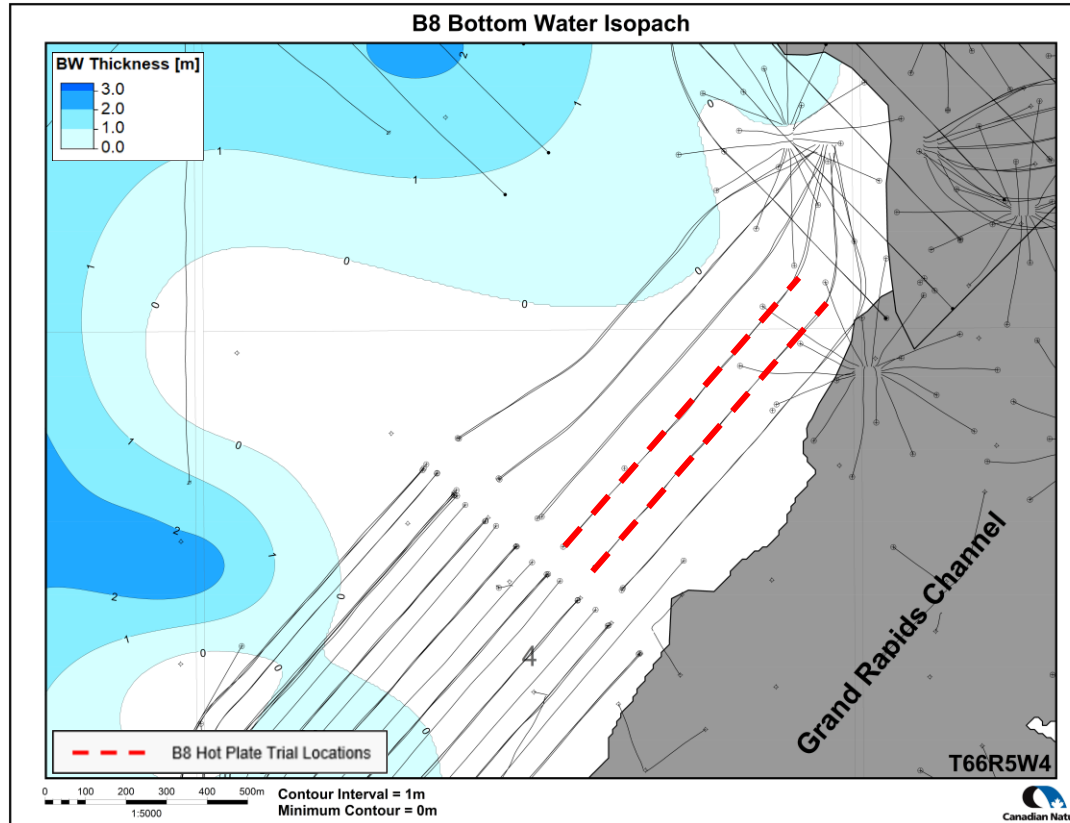 B8 Bottom Water Isopach
BW Thickness [m]
3.0
2.0
1.0
0.0
2
1
0
1
1
0
0
0
1
0
0
1
2
1
2
0
1
0
0
0
4
Grand Rapids Channel
B8 Hot Plate Trial Locations
T66R5W4
0 100 200 300 400 500m
1:5000
Contour Interval = 1m
Minimum Contour = 0m
Canadian Natu